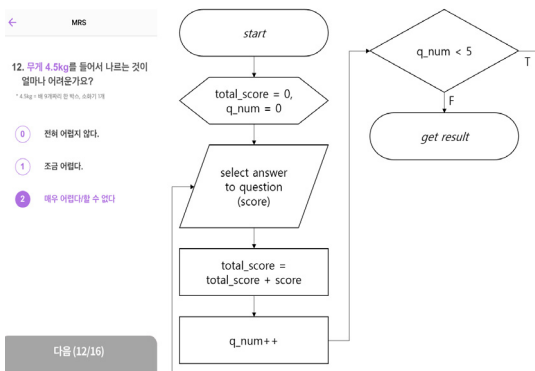 ←
MRS
12. 무게 4.5kg를 들어서 나르는 것이
얼마나 어려운가요?
* 4.5kg = 배 9개짜리 한 박스, 소화기 1개
0 전혀 어렵지 않다.
1 조금 어렵다.
2 매우 어렵다/할 수 없다
다음 (12/16)
start
total_score = 0,
q_num = 0
select answer
to question
(score)
total_score =
total_score + score
q_num++
q_num < 5
T
F
get result